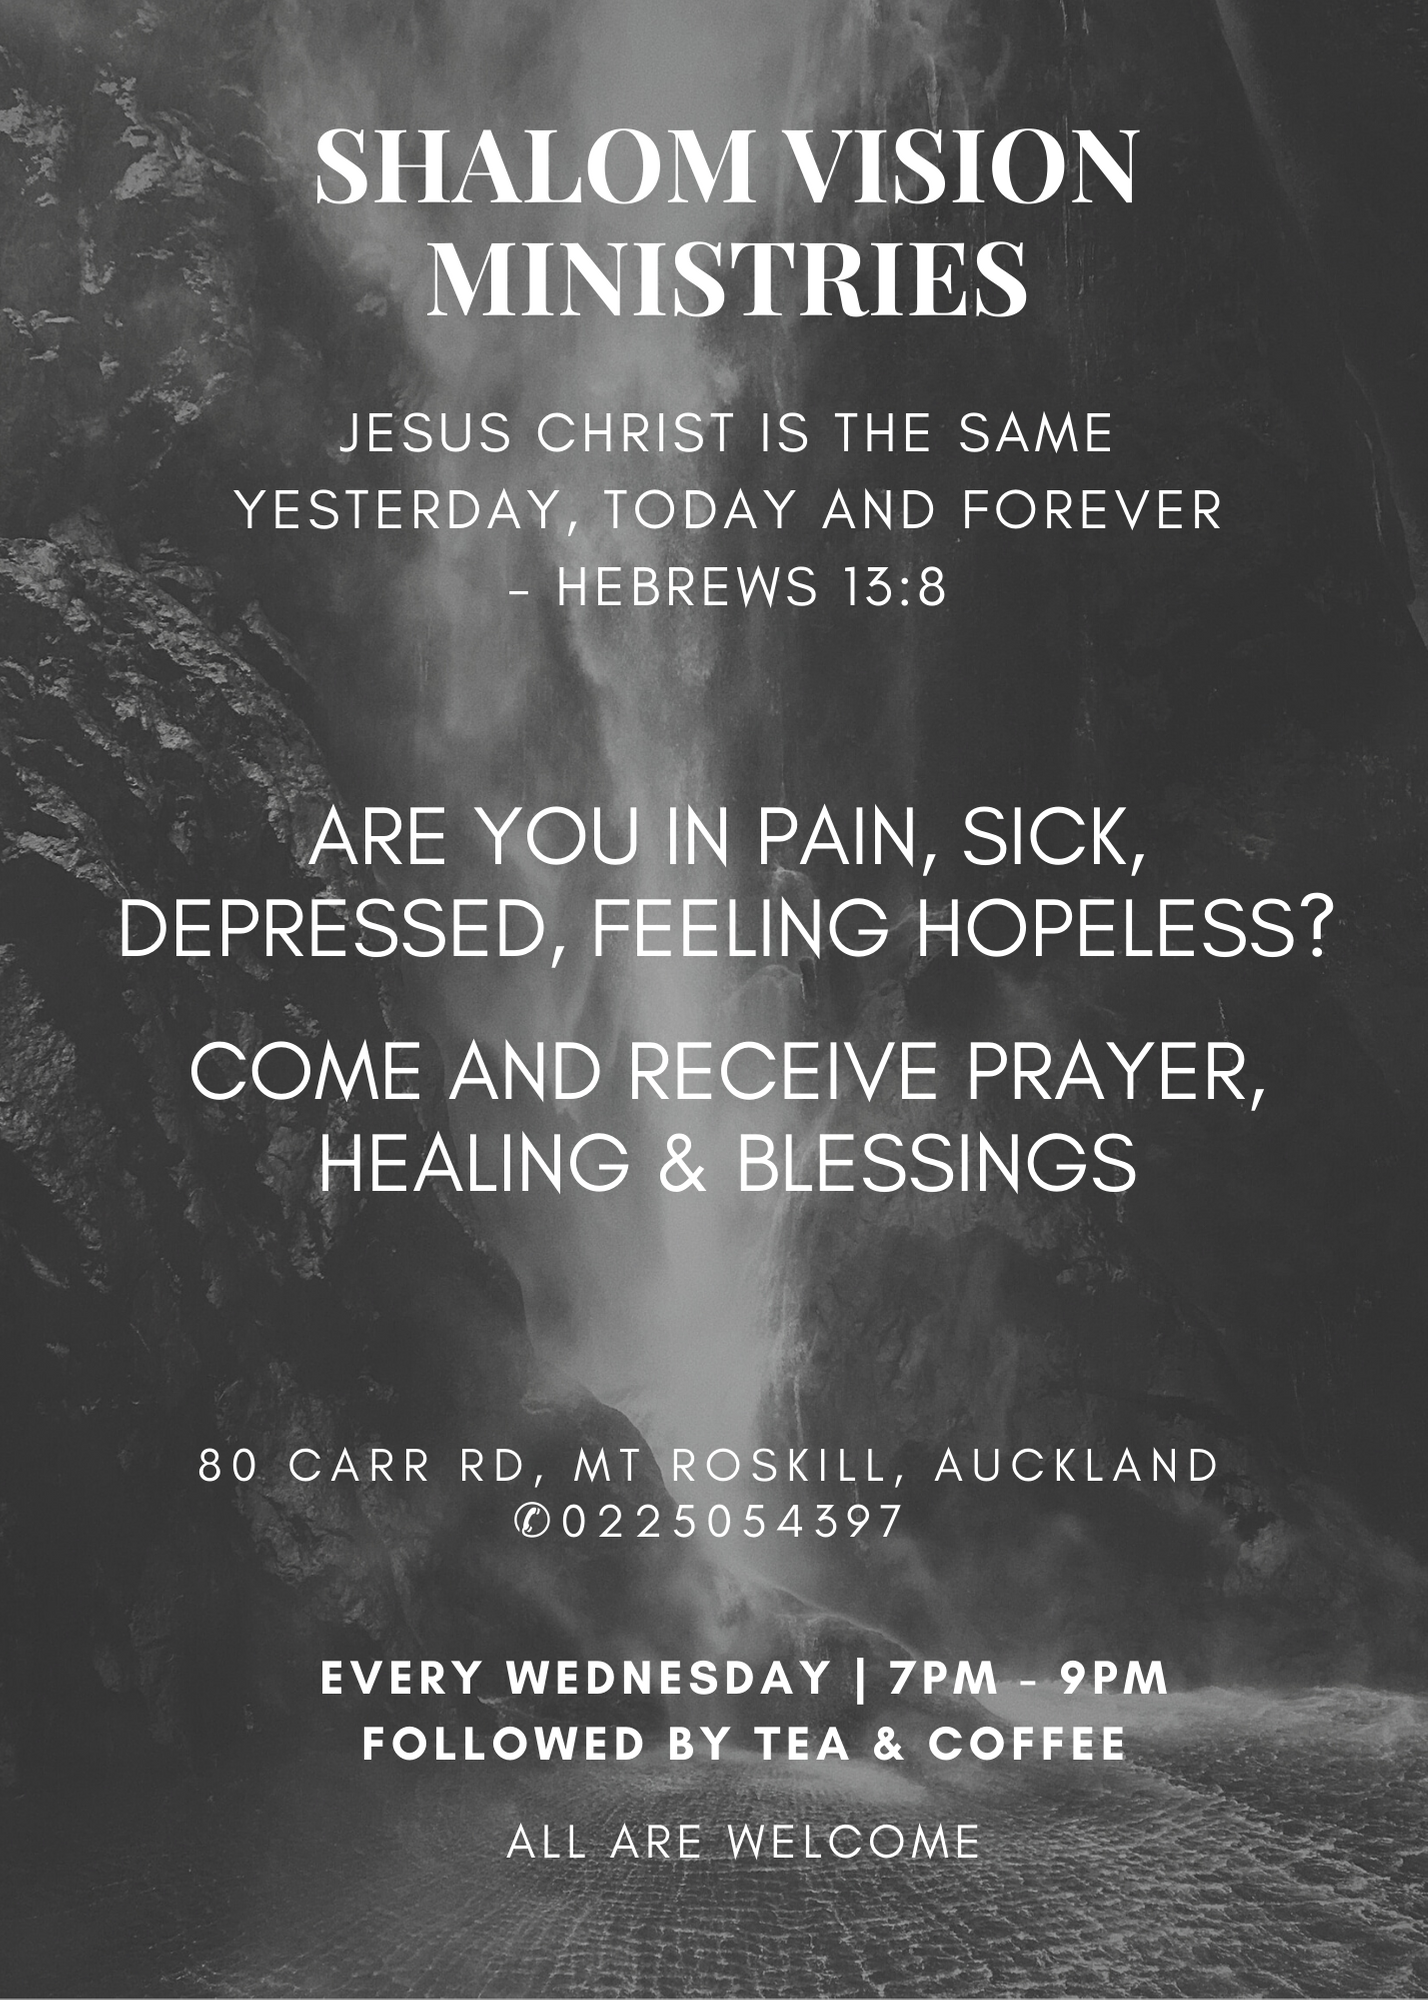 SHALOM VISION
MINISTRIES
JESUS CHRIST IS THE SAME
YESTERDAY, TODAY AND FOREVER
- HEBREWS 13:8
ARE YOU IN PAIN, SICK,
DEPRESSED, FEELING HOPELESS?
COME AND RECEIVE PRAYER,
HEALING & BLESSINGS
80 CARR RD, MT ROSKILL, AUCKLAND
✆0225054397
EVERY WEDNESDAY | 7PM - 9PM
FOLLOWED BY TEA & COFFEE
ALL ARE WELCOME